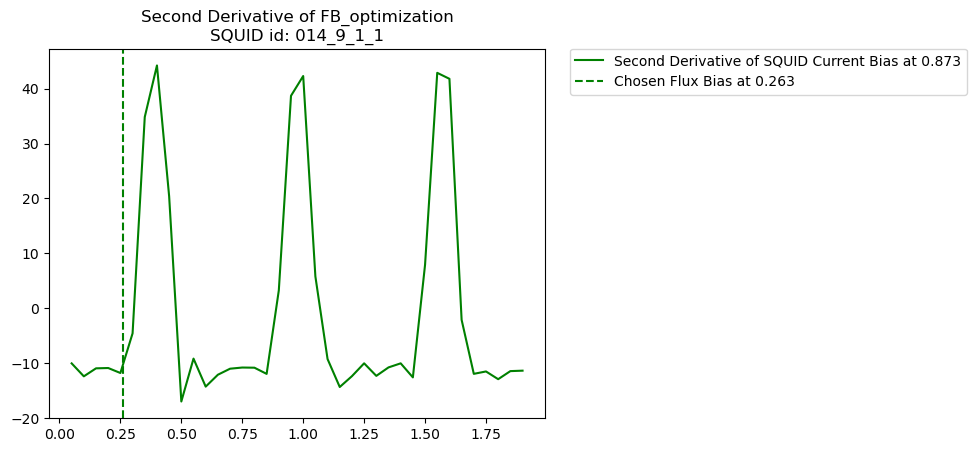 Second Derivative of FB_optimization
SQUID id: 014_9_1_1
Second Derivative of SQUID Current Bias at 0.873
Chosen Flux Bias at 0.263
40
30
20
10
0
−10
−20
0.00 0.25 0.50 0.75 1.00 1.25 1.50 1.75